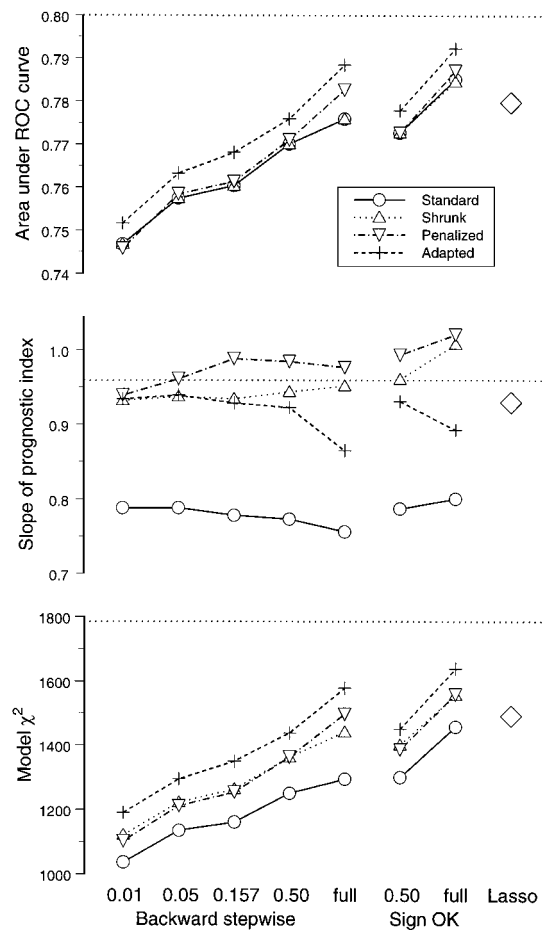 0.80
0.79
0.78
0.77
0.76
0.75
0.74
Area under ROC curve
Standard
Shrunk
Penalized
Adapted
1.0
0.9
0.8
0.7
Slope of prognostic index
1800
1600
1400
1200
1000
Model χ²
0.01 0.05 0.157 0.50 full 0.50 full Lasso
Backward stepwise Sign OK